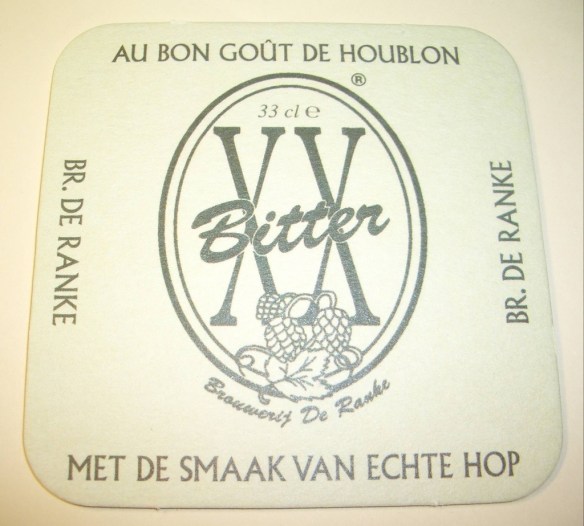 AU BON GOÛT DE HOUBLON
®
33 cl e
XX
Bitter
Brouwerij De Ranke
BR. DE RANKE
BR. DE RANKE
MET DE SMAAK VAN ECHTE HOP